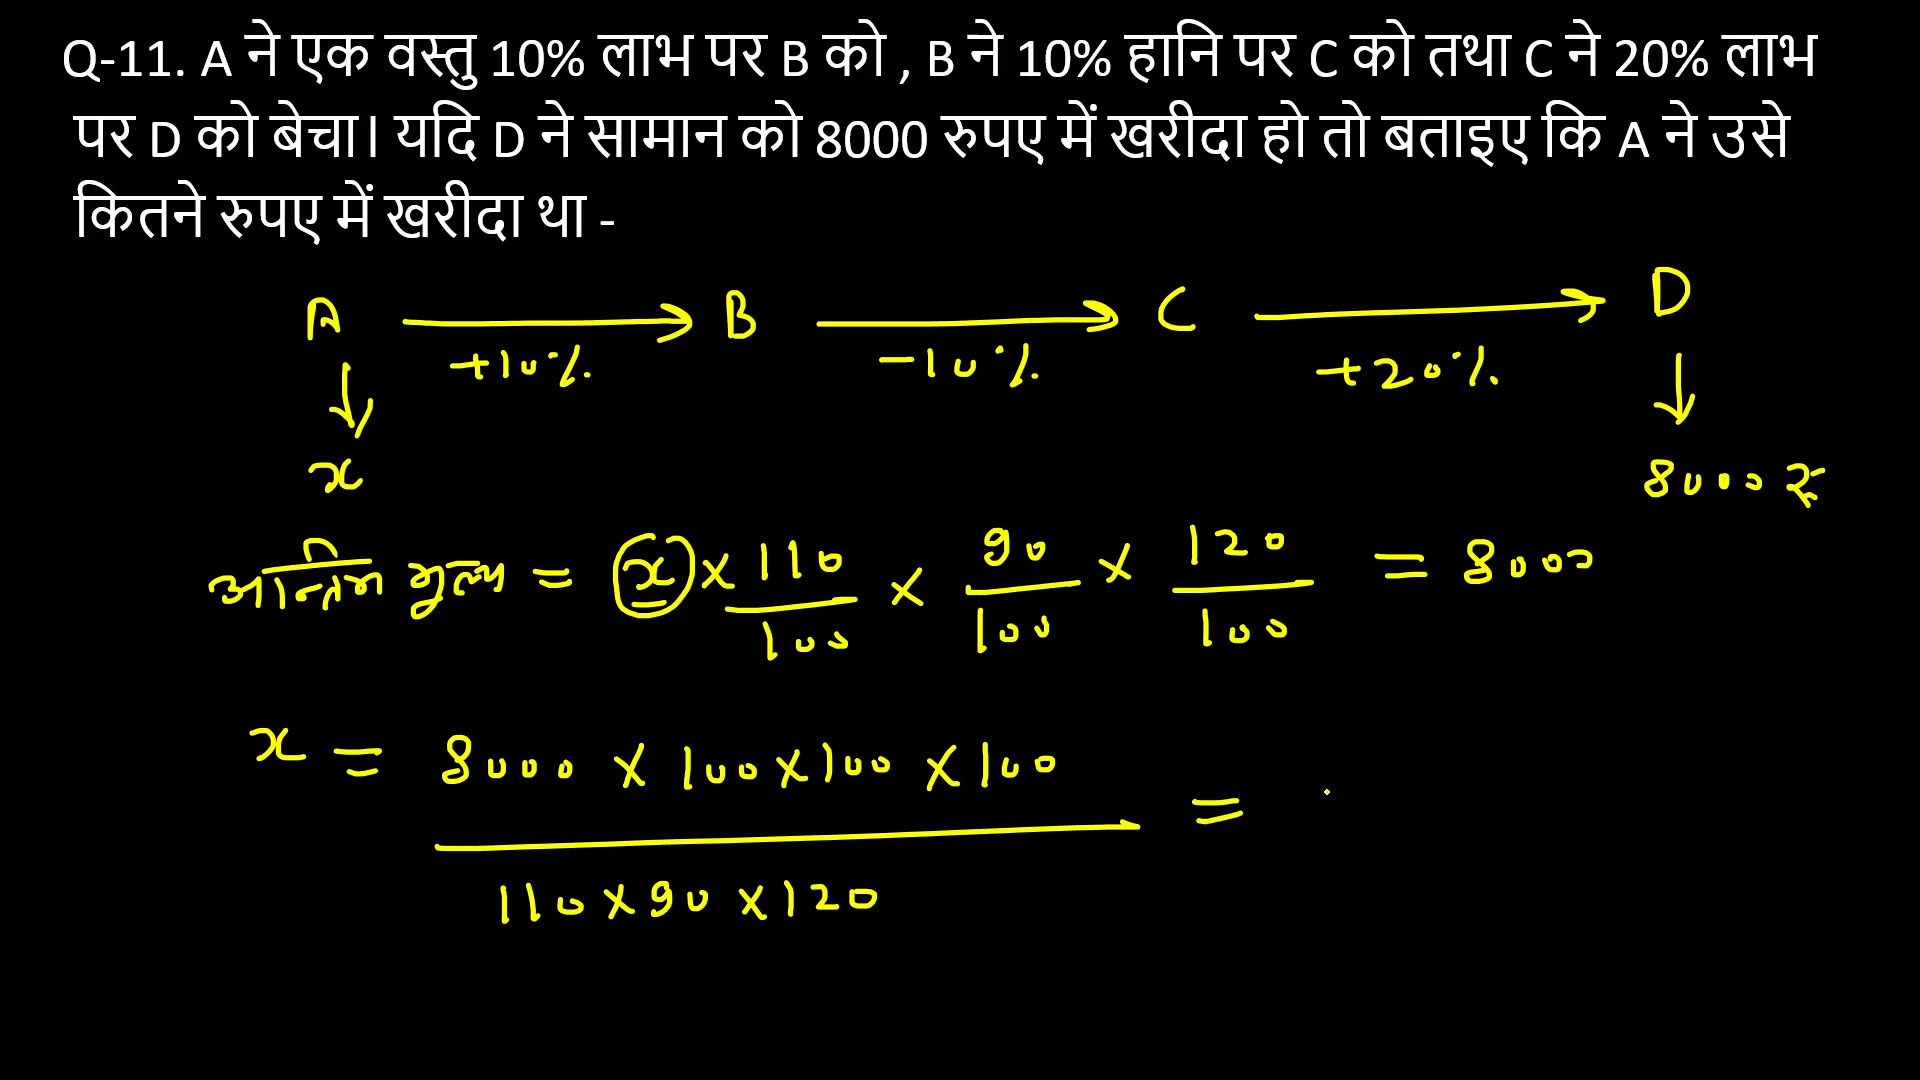 Q-11. A ने एक वस्तु 10% लाभ पर B को , B ने 10% हानि पर C को तथा C ने 20% लाभ
पर D को बेचा। यदि D ने सामान को 8000 रुपए में खरीदा हो तो बताइए कि A ने उसे
कितने रुपए में खरीदा था -
A → B → C → D
+10% -10% +20%
↓ ↓
x 8000 रु
अन्तिम मूल्य = x × 110/100 × 90/100 × 120/100 = 8000
x = 8000 × 100 × 100 × 100 / 110 × 90 × 120 =